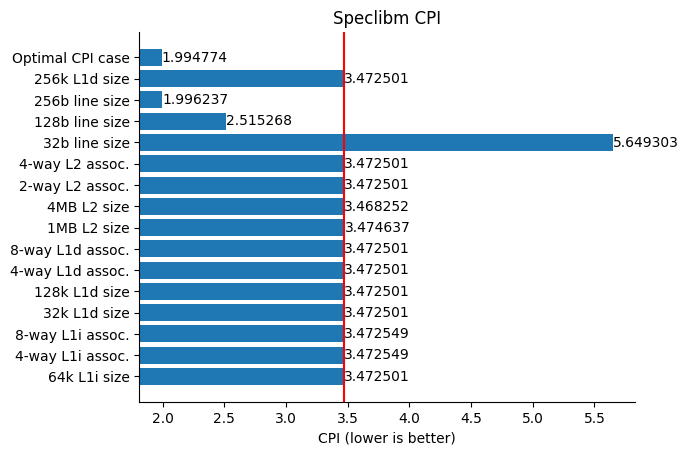 Speclibm CPI
Optimal CPI case 1.994774
256k L1d size 3.472501
256b line size 1.996237
128b line size 2.515268
32b line size 5.649303
4-way L2 assoc. 3.472501
2-way L2 assoc. 3.472501
4MB L2 size 3.468252
1MB L2 size 3.474637
8-way L1d assoc. 3.472501
4-way L1d assoc. 3.472501
128k L1d size 3.472501
32k L1d size 3.472501
8-way L1i assoc. 3.472549
4-way L1i assoc. 3.472549
64k L1i size 3.472501
2.0 2.5 3.0 3.5 4.0 4.5 5.0 5.5
CPI (lower is better)